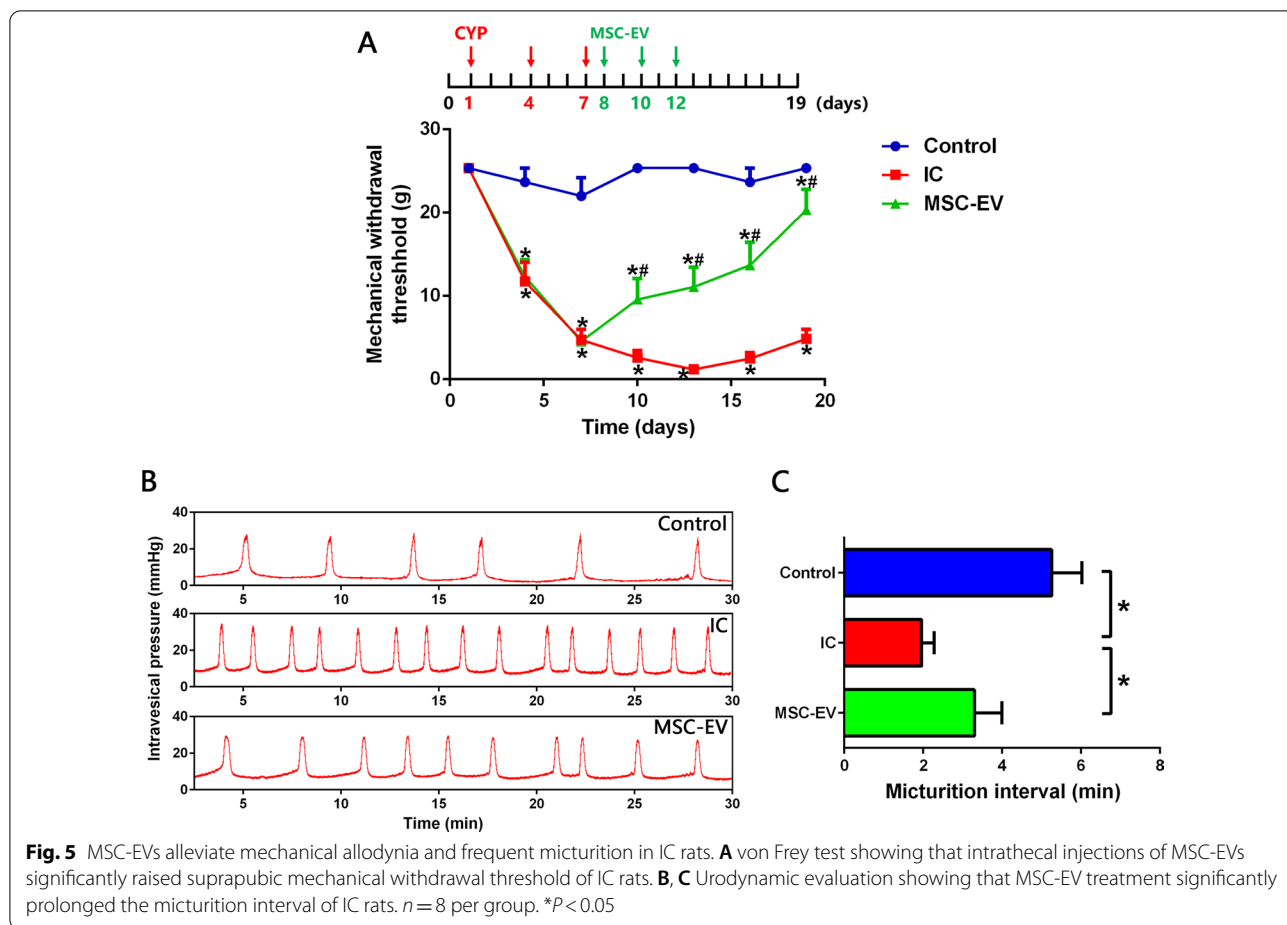 A
CYP MSC-EV
0 1 4 7 8 10 12 19 (days)
Mechanical withdrawal
threshhold (g)
30
20
10
0
*
*
*
*
*#
*#
*#
*#
*
*
*
*
0 5 10 15 20
Time (days)
Control
IC
MSC-EV
B
Intravesical pressure (mmHg)
Control
40
20
0
5 10 15 20 25 30
IC
40
20
0
5 10 15 20 25 30
MSC-EV
40
20
0
5 10 15 20 25 30
Time (min)
C
Control
IC
MSC-EV
*
*
0 2 4 6 8
Micturition interval (min)
Fig. 5 MSC-EVs alleviate mechanical allodynia and frequent micturition in IC rats. A von Frey test showing that intrathecal injections of MSC-EVs
significantly raised suprapubic mechanical withdrawal threshold of IC rats. B, C Urodynamic evaluation showing that MSC-EV treatment significantly
prolonged the micturition interval of IC rats. n = 8 per group. *P < 0.05